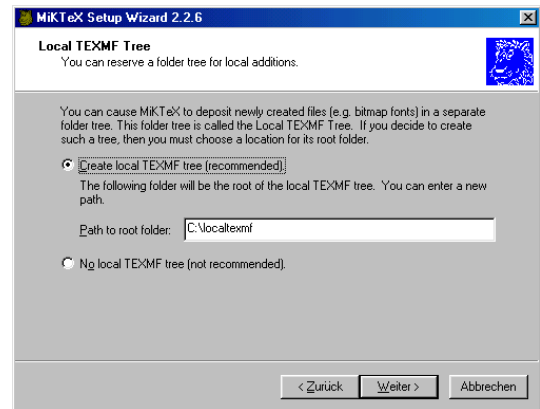 MiKTeX Setup Wizard 2.2.6
Local TEXMF Tree
You can reserve a folder tree for local additions.
You can cause MiKTeX to deposit newly created files (e.g. bitmap fonts) in a separate
folder tree. This folder tree is called the Local TEXMF Tree. If you decide to create
such a tree, then you must choose a location for its root folder.
Create local TEXMF tree (recommended).
The following folder will be the root of the local TEXMF tree. You can enter a new
path.
Path to root folder: C:\localtexmf
No local TEXMF tree (not recommended).
< Zurück Weiter > Abbrechen